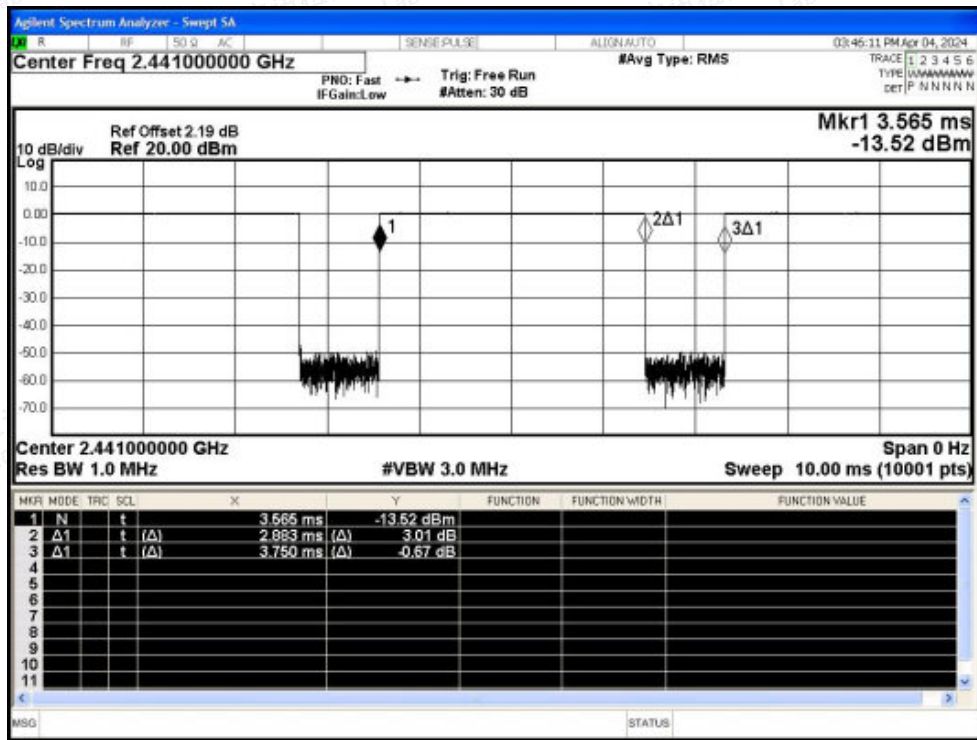 Agilent Spectrum Analyzer - Swept SA
R RF 50 Ω AC SENSE:PULSE ALIGN AUTO 03:45:11 PM Apr 04, 2024
Center Freq 2.441000000 GHz #Avg Type: RMS TRACE 1 2 3 4 5 6
PNO: Fast Trig: Free Run TYPE
IFGain:Low #Atten: 30 dB DET P N N N N N
Mkr1 3.565 ms
Ref Offset 2.19 dB
10 dB/div Ref 20.00 dBm -13.52 dBm
Log
10.0
0.00
1 2Δ1 3Δ1
-10.0
-20.0
-30.0
-40.0
-50.0
-60.0
-70.0
Center 2.441000000 GHz Span 0 Hz
Res BW 1.0 MHz #VBW 3.0 MHz Sweep 10.00 ms (10001 pts)
MKR MODE TRC SCL X Y FUNCTION FUNCTION WIDTH FUNCTION VALUE
1 N t 3.565 ms -13.52 dBm
2 Δ1 t (Δ) 2.883 ms (Δ) 3.01 dB
3 Δ1 t (Δ) 3.750 ms (Δ) -0.67 dB
4
5
6
7
8
9
10
11
MSG STATUS